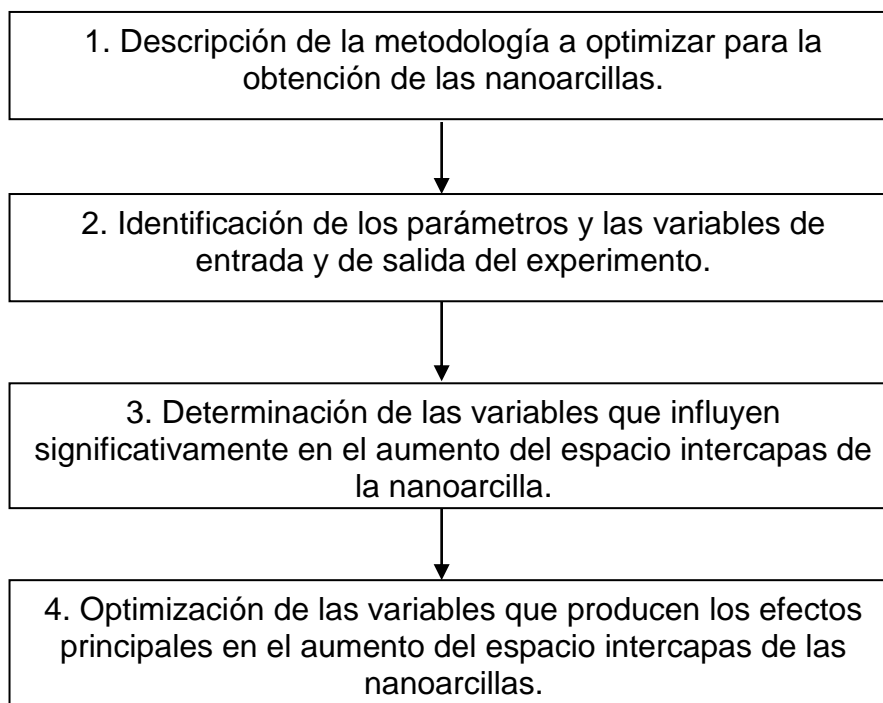 1. Descripción de la metodología a optimizar para la
obtención de las nanoarcillas.
2. Identificación de los parámetros y las variables de
entrada y de salida del experimento.
3. Determinación de las variables que influyen
significativamente en el aumento del espacio intercapas de
la nanoarcilla.
4. Optimización de las variables que producen los efectos
principales en el aumento del espacio intercapas de las
nanoarcillas.